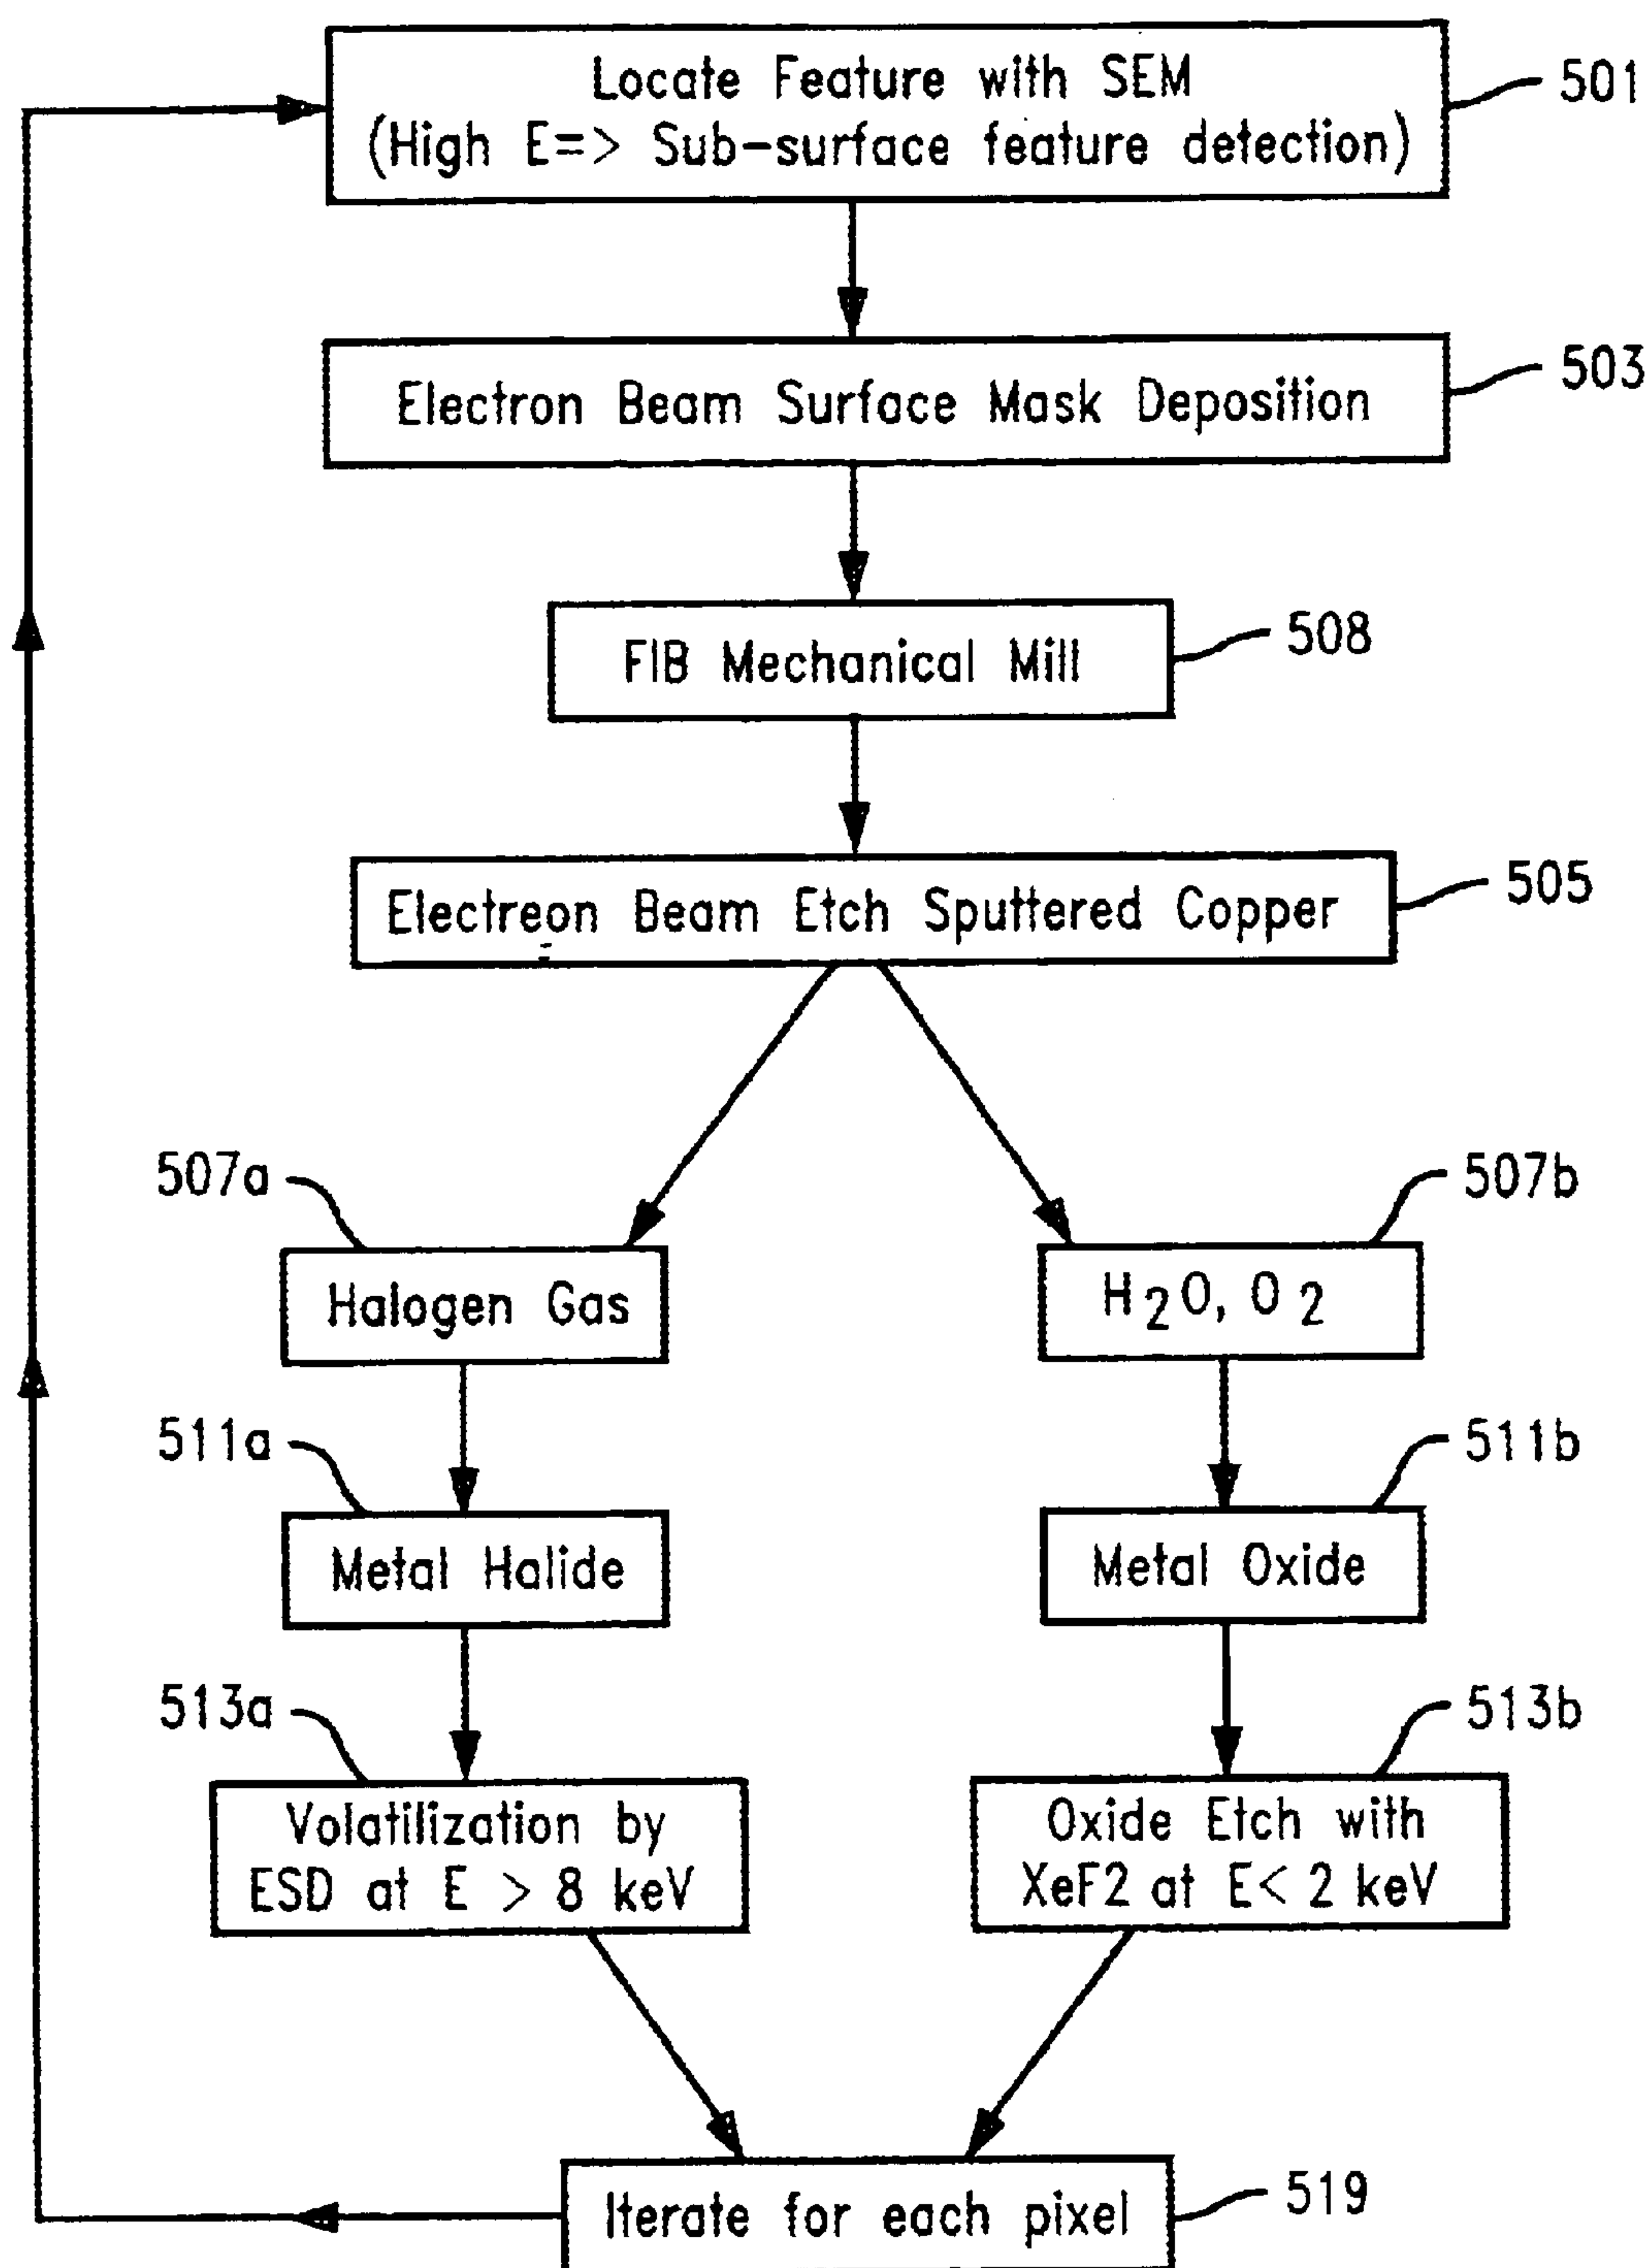 Locate Feature with SEM
(High E=> Sub-surface feature detection)
501
Electron Beam Surface Mask Deposition
503
FIB Mechanical Mill
508
Electreon Beam Etch Sputtered Copper
505
507a
507b
Halogen Gas
H2O, O2
511a
511b
Metal Halide
Metal Oxide
513a
513b
Volatilization by
ESD at E > 8 keV
Oxide Etch with
XeF2 at E< 2 keV
Iterate for each pixel
519